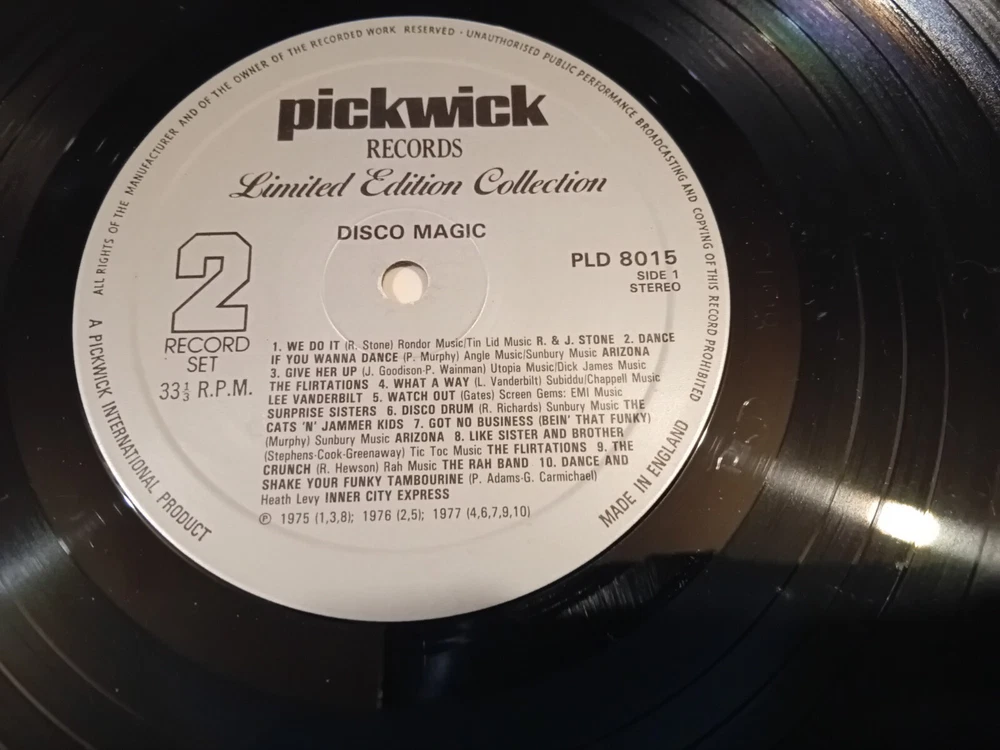 ALL RIGHTS OF THE MANUFACTURER AND OF THE OWNER OF THE RECORDED WORK RESERVED · UNAUTHORISED PUBLIC PERFORMANCE BROADCASTING AND COPYING OF THIS RECORD PROHIBITED
pickwick
RECORDS
Limited Edition Collection
DISCO MAGIC
2
RECORD
SET
33⅓ R.P.M.
PLD 8015
SIDE 1
STEREO
1. WE DO IT (R. Stone) Rondor Music/Tin Lid Music R. & J. STONE 2. DANCE
IF YOU WANNA DANCE (P. Murphy) Angle Music/Sunbury Music ARIZONA
3. GIVE HER UP (J. Goodison-P. Wainman) Utopia Music/Dick James Music
THE FLIRTATIONS 4. WHAT A WAY (L. Vanderbilt) Subiddu/Chappell Music
LEE VANDERBILT 5. WATCH OUT (Gates) Screen Gems: EMI Music
SURPRISE SISTERS 6. DISCO DRUM (R. Richards) Sunbury Music THE
CATS 'N' JAMMER KIDS 7. GOT NO BUSINESS (BEIN' THAT FUNKY)
(Murphy) Sunbury Music ARIZONA 8. LIKE SISTER AND BROTHER
(Stephens-Cook-Greenaway) Tic Toc Music THE FLIRTATIONS 9. THE
CRUNCH (R. Hewson) Rah Music THE RAH BAND 10. DANCE AND
SHAKE YOUR FUNKY TAMBOURINE (P. Adams-G. Carmichael)
Heath Levy INNER CITY EXPRESS
℗ 1975 (1,3,8); 1976 (2,5); 1977 (4,6,7,9,10)
A PICKWICK INTERNATIONAL PRODUCT
MADE IN ENGLAND